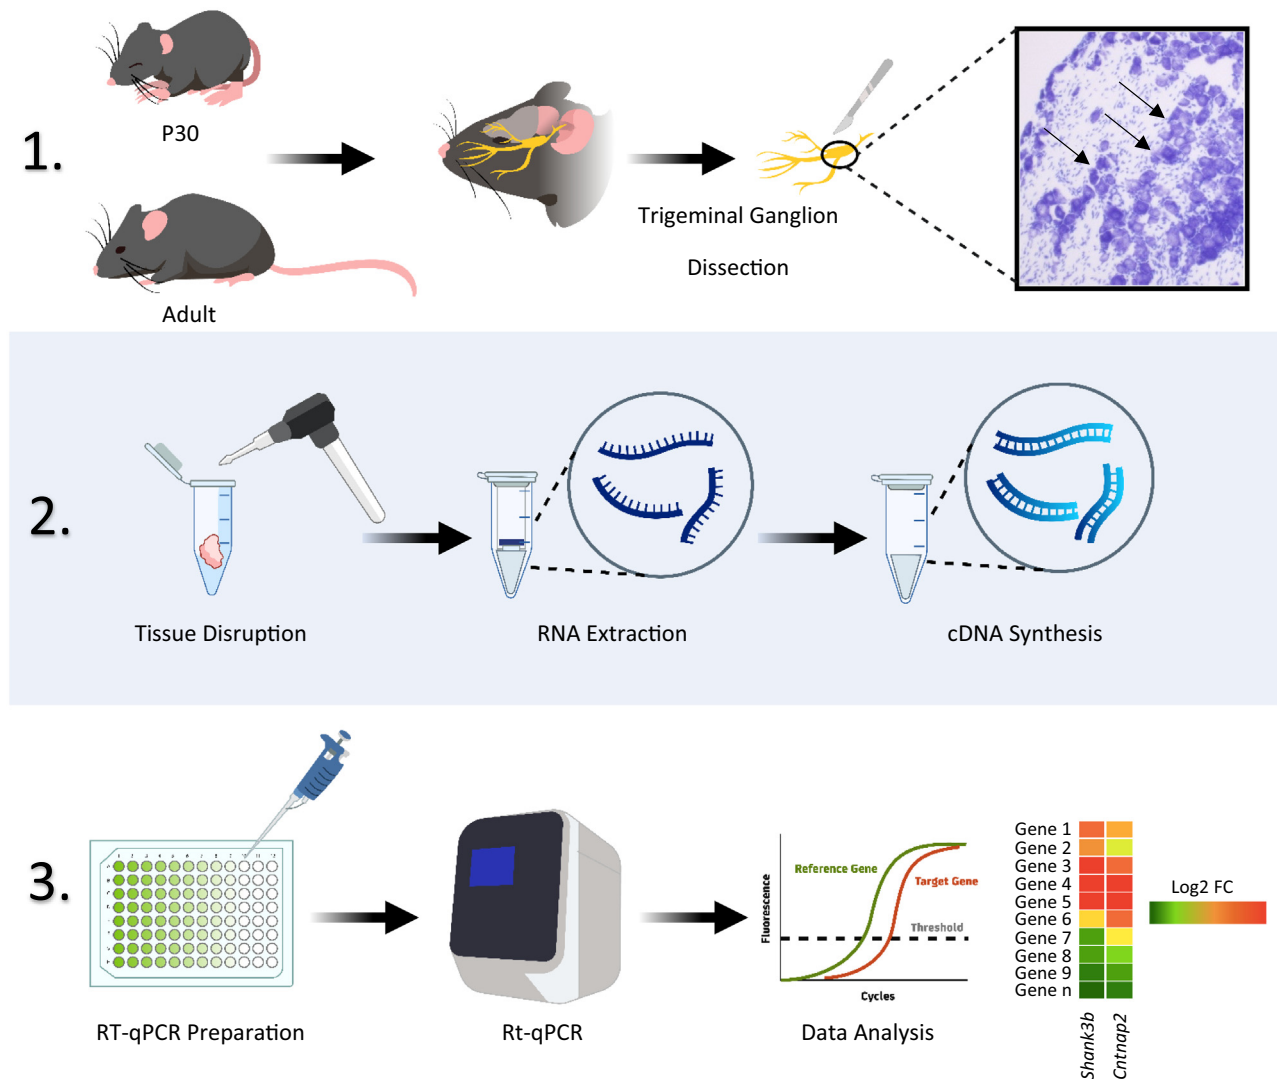 1.
P30
Adult
Trigeminal Ganglion
Dissection
2.
Tissue Disruption
RNA Extraction
cDNA Synthesis
3.
RT-qPCR Preparation
Rt-qPCR
Fluorescence
Reference Gene
Target Gene
Threshold
Cycles
Data Analysis
Gene 1
Gene 2
Gene 3
Gene 4
Gene 5
Gene 6
Gene 7
Gene 8
Gene 9
Gene n
Shank3b
Cntnap2
Log2 FC